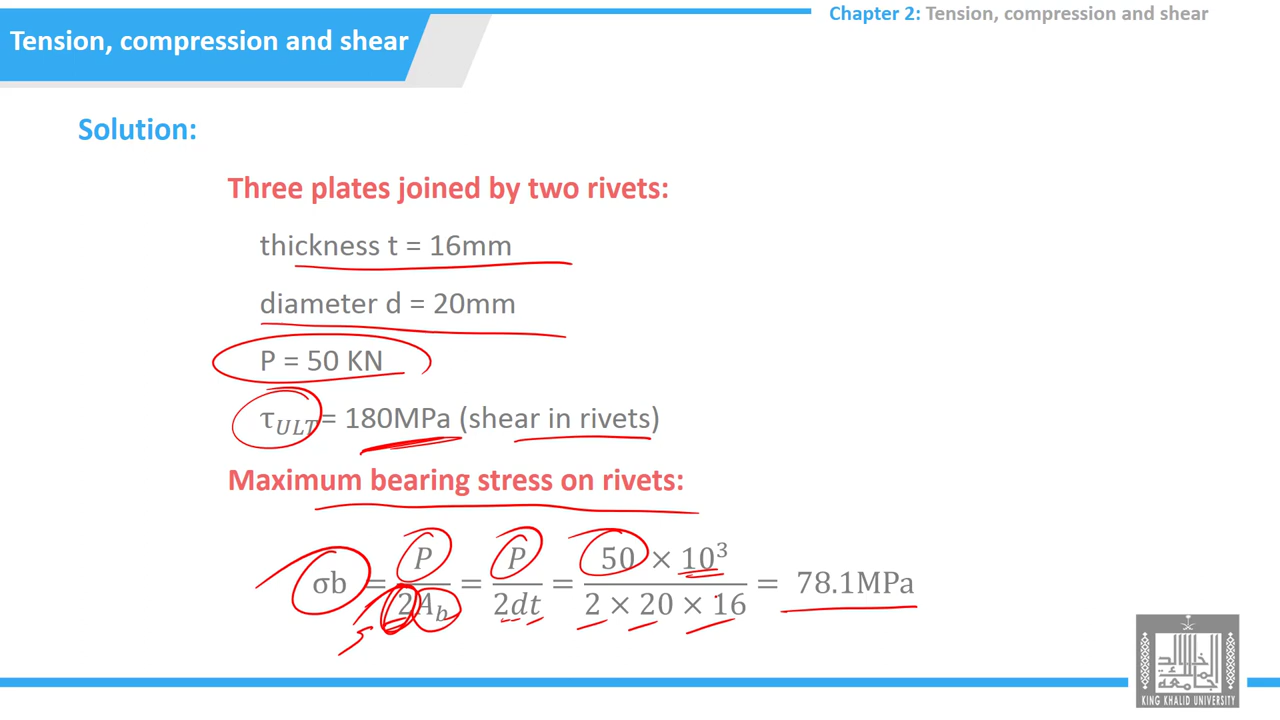 Chapter 2: Tension, compression and shear
Tension, compression and shear
Solution:
Three plates joined by two rivets:
thickness t = 16mm
diameter d = 20mm
P = 50 KN
τ_ULT = 180MPa (shear in rivets)
Maximum bearing stress on rivets:
σb = P/2A_b = P/2dt = 50 × 10³/2 × 20 × 16 = 78.1MPa
KING KHALID UNIVERSITY